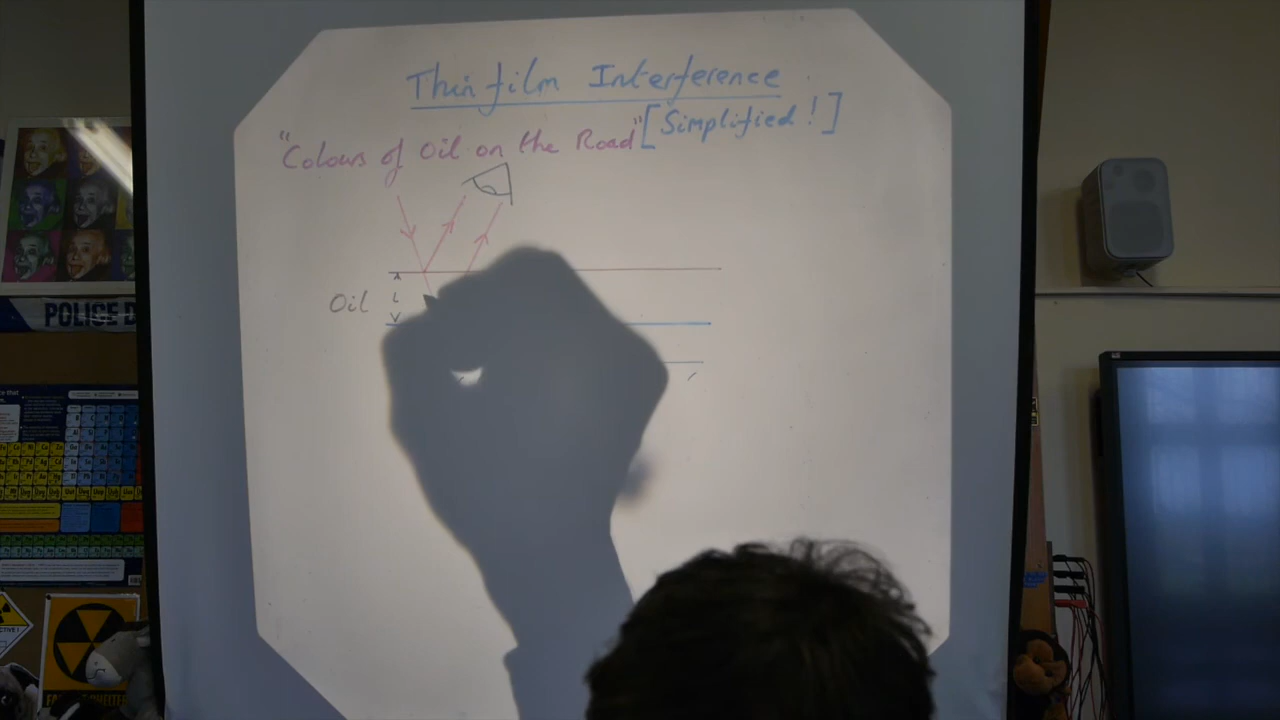 Thin film Interference
[Simplified!]
"Colours of Oil on the Road"
Oil
POLICE D